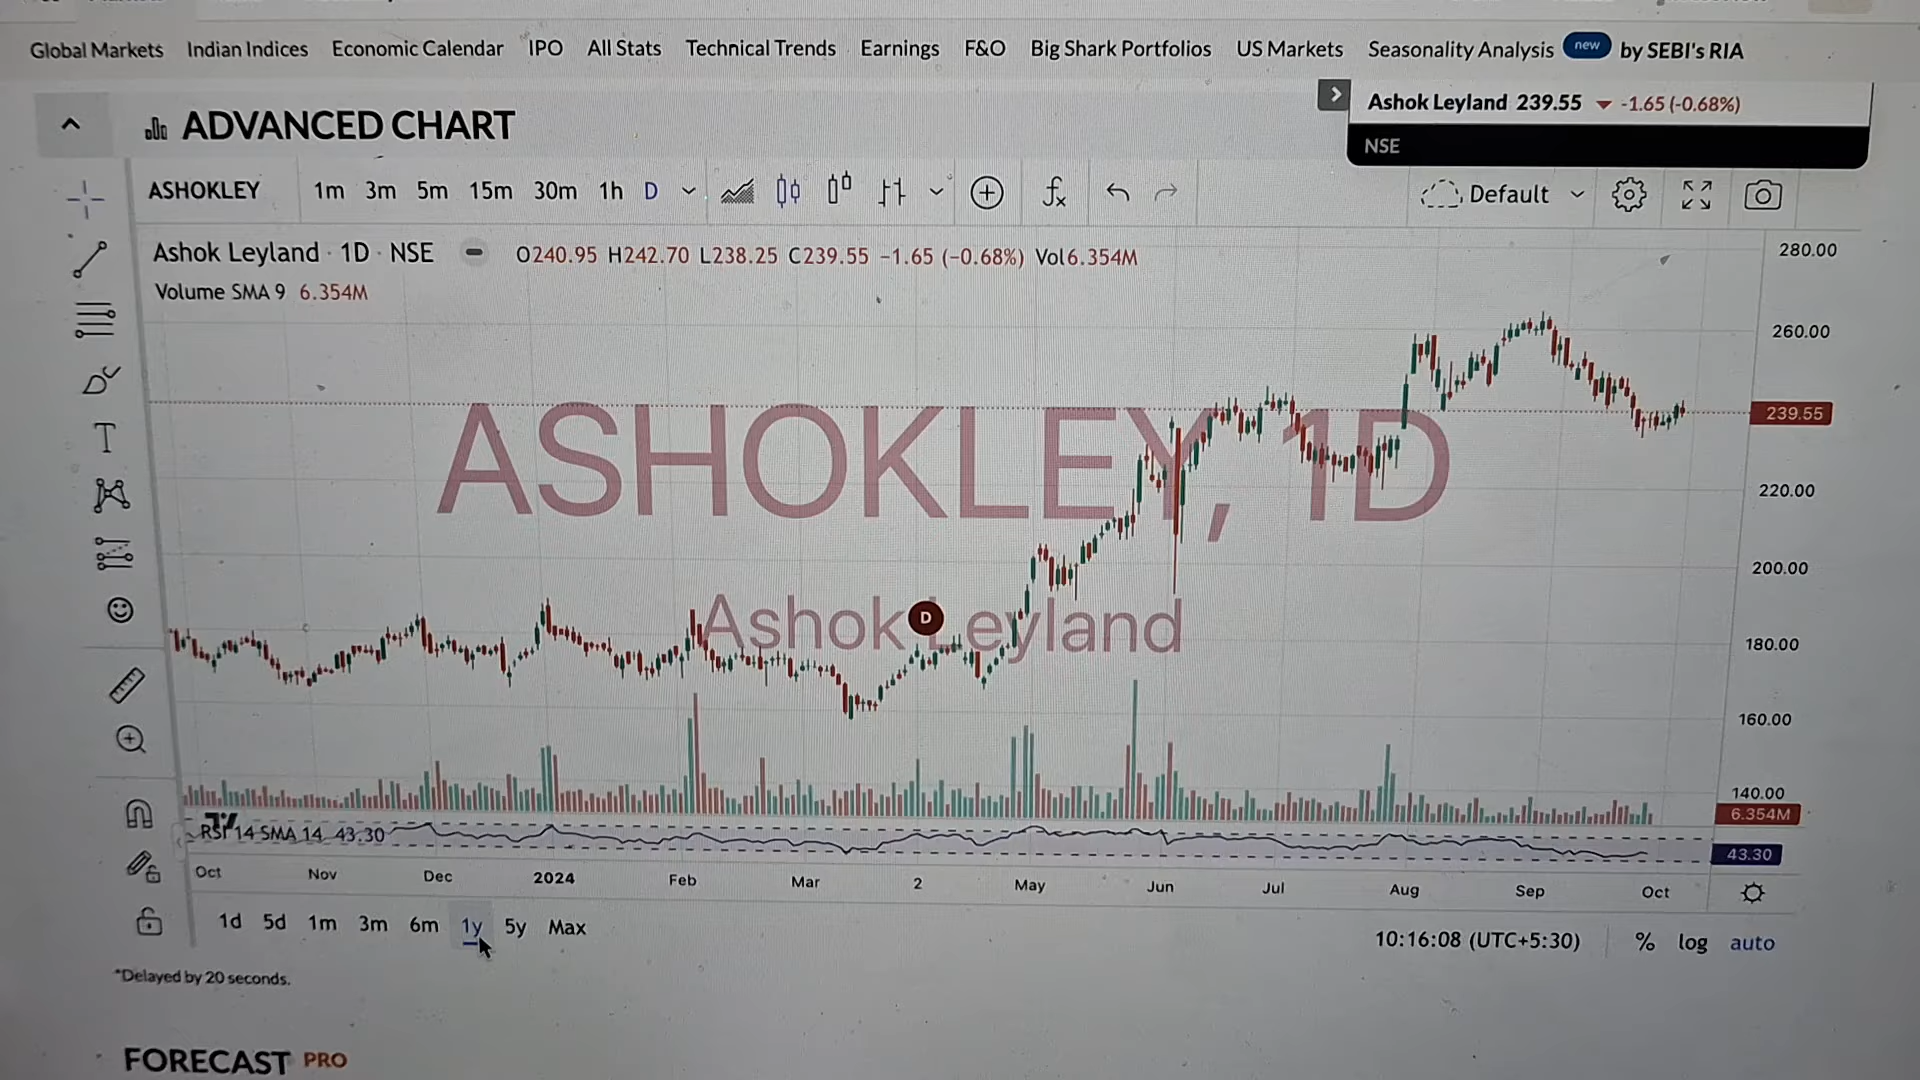 Global Markets Indian Indices Economic Calendar IPO All Stats Technical Trends Earnings F&O Big Shark Portfolios US Markets Seasonality Analysis new by SEBI's RIA
ADVANCED CHART
Ashok Leyland 239.55 -1.65 (-0.68%)
NSE
ASHOKLEY 1m 3m 5m 15m 30m 1h D
Default
Ashok Leyland · 1D · NSE O240.95 H242.70 L238.25 C239.55 −1.65 (−0.68%) Vol6.354M
Volume SMA 9 6.354M
280.00
260.00
239.55
ASHOKLEY, 1D
220.00
200.00
Ashok Leyland
D
180.00
160.00
140.00
6.354M
RSI 14 SMA 14 43.30
43.30
Oct Nov Dec 2024 Feb Mar 2 May Jun Jul Aug Sep Oct
1d 5d 1m 3m 6m 1y 5y Max
10:16:08 (UTC+5:30) % log auto
*Delayed by 20 seconds.
FORECAST PRO